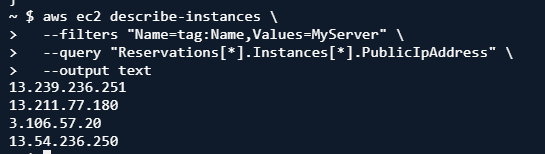 ~ $ aws ec2 describe-instances \
>   --filters "Name=tag:Name,Values=MyServer" \
>   --query "Reservations[*].Instances[*].PublicIpAddress" \
>   --output text
13.239.236.251
13.211.77.180
3.106.57.20
13.54.236.250